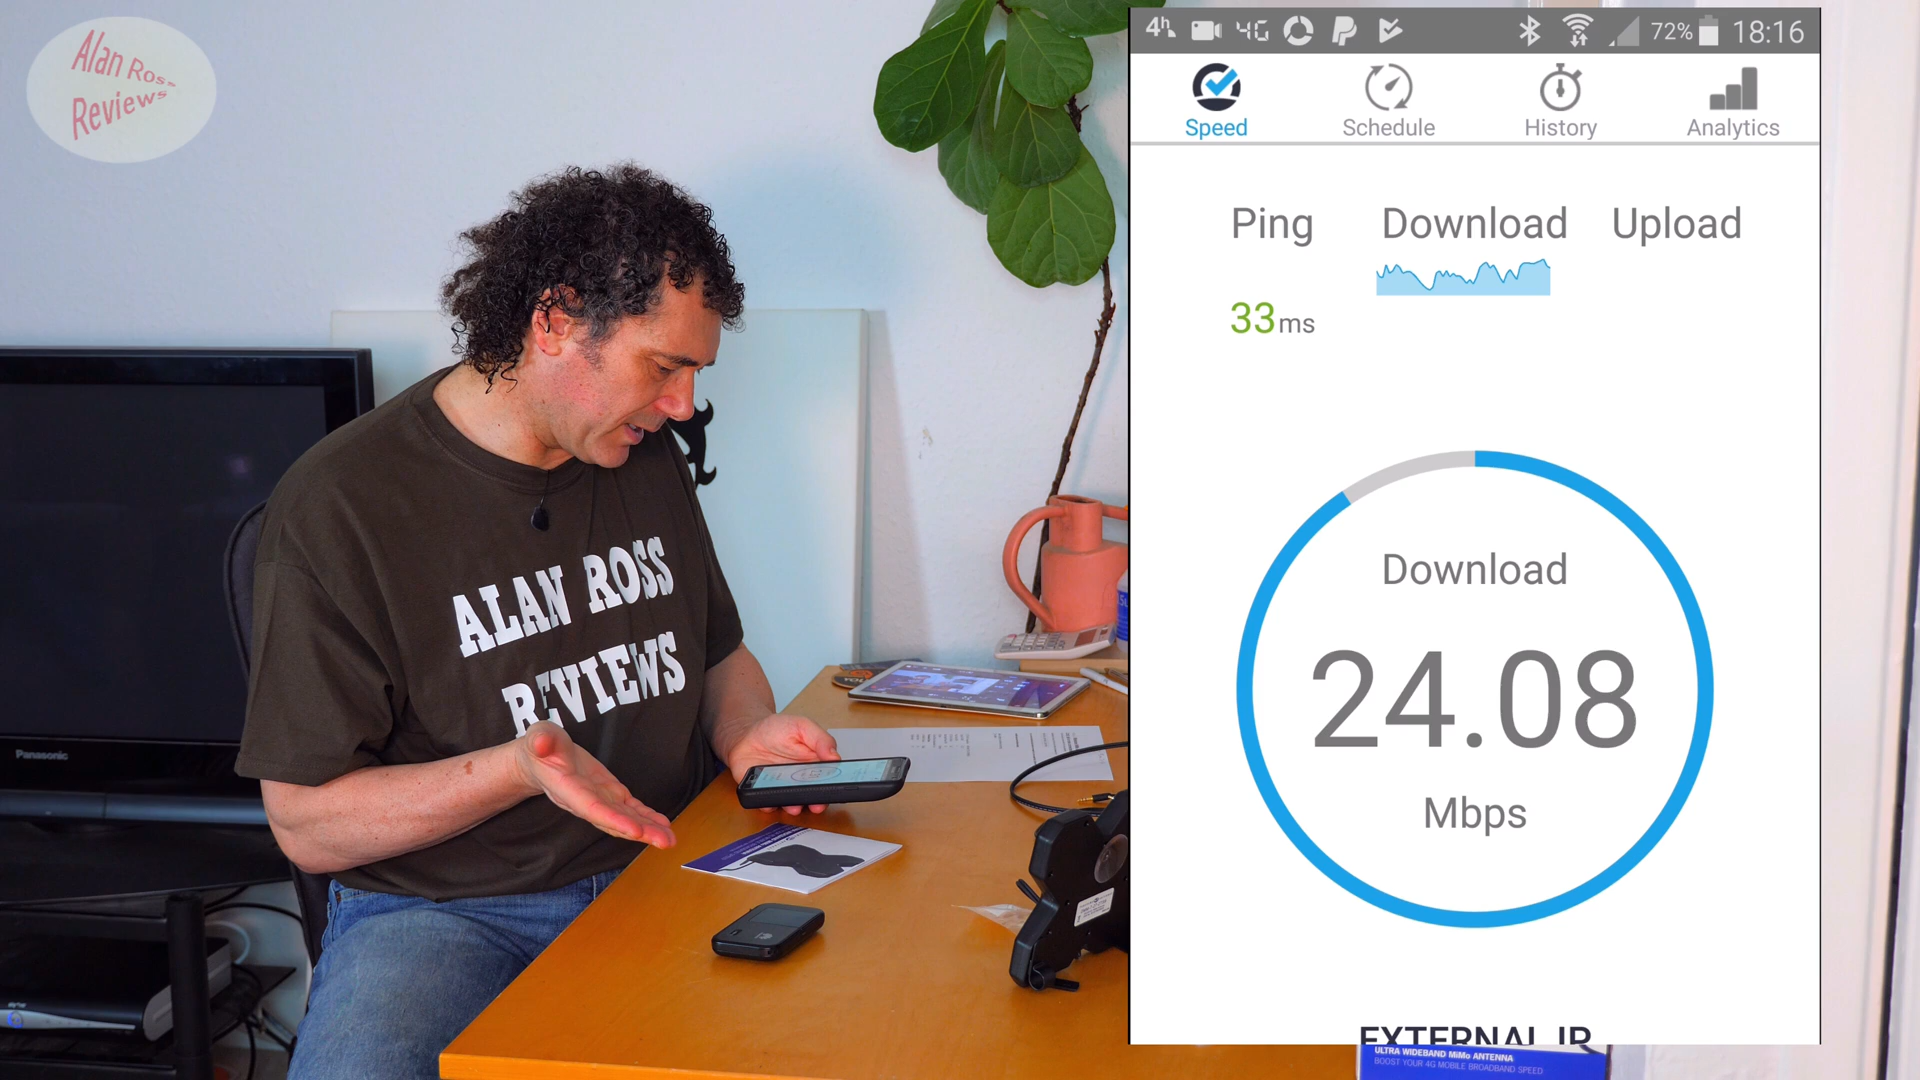 Alan Ross
Reviews
ALAN ROSS
REVIEWS
Panasonic
4G
72%
18:16
Speed
Schedule
History
Analytics
Ping
Download
Upload
33ms
Download
24.08
Mbps
EXTERNAL IP
ULTRA WIDEBAND MiMo ANTENNA
BOOST YOUR 4G MOBILE BROADBAND SPEED